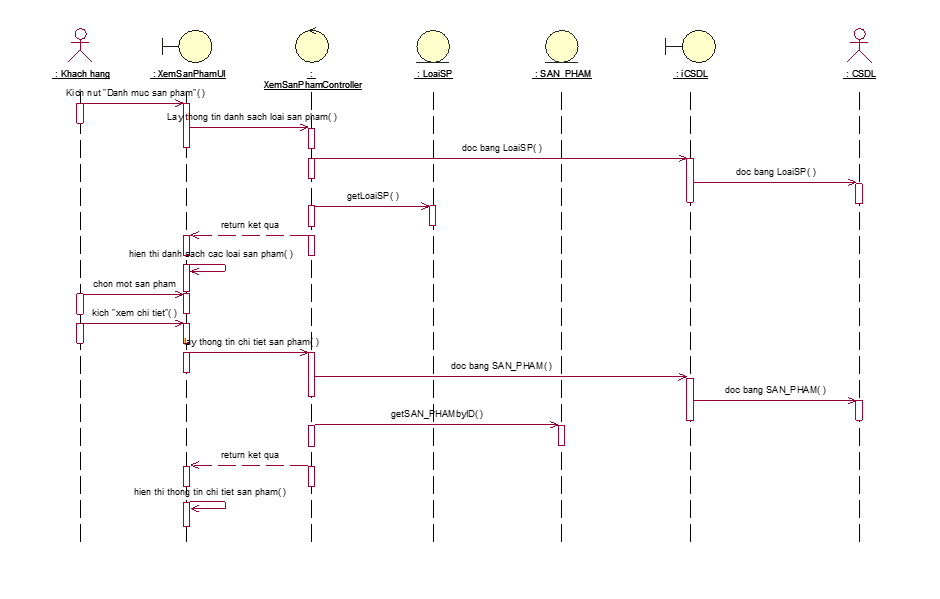 : Khach hang
: XemSanPhamUI
:
XemSanPhamController
: LoaiSP
: SAN_PHAM
: iCSDL
: CSDL
Kich nut "Danh muc san pham"( )
Lay thong tin danh sach loai san pham( )
doc bang LoaiSP( )
doc bang LoaiSP( )
getLoaiSP( )
return ket qua
hien thi danh sach cac loai san pham( )
chon mot san pham
kich "xem chi tiet"( )
lay thong tin chi tiet san pham( )
doc bang SAN_PHAM( )
doc bang SAN_PHAM( )
getSAN_PHAMbyID( )
return ket qua
hien thi thong tin chi tiet san pham( )